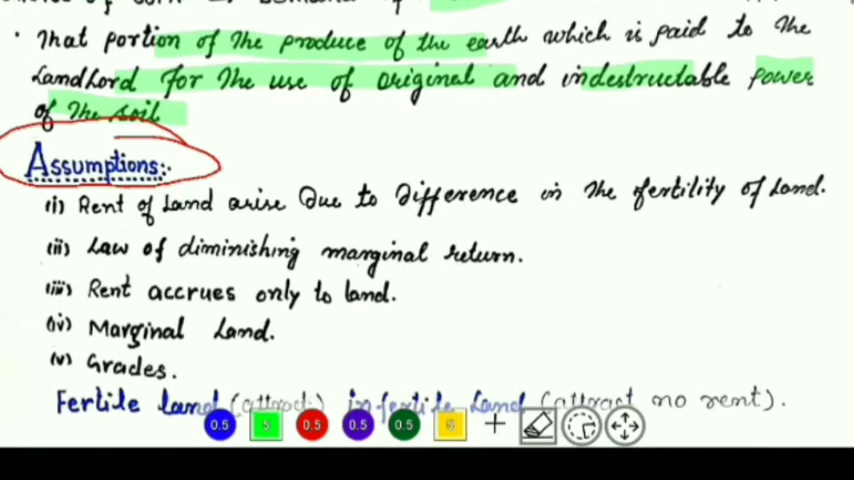 • That portion of the produce of the earth which is paid to the
Landlord for the use of original and indestructable power
of the soil
Assumptions:-
(i) Rent of Land arise Due to Difference in the fertility of Land.
(ii) Law of diminishing marginal return.
(iii) Rent accrues only to land.
(iv) Marginal Land.
(v) Grades.
Fertile land (attract) infertile land (attract no rent).
0.5 5 0.5 0.5 0.5 5